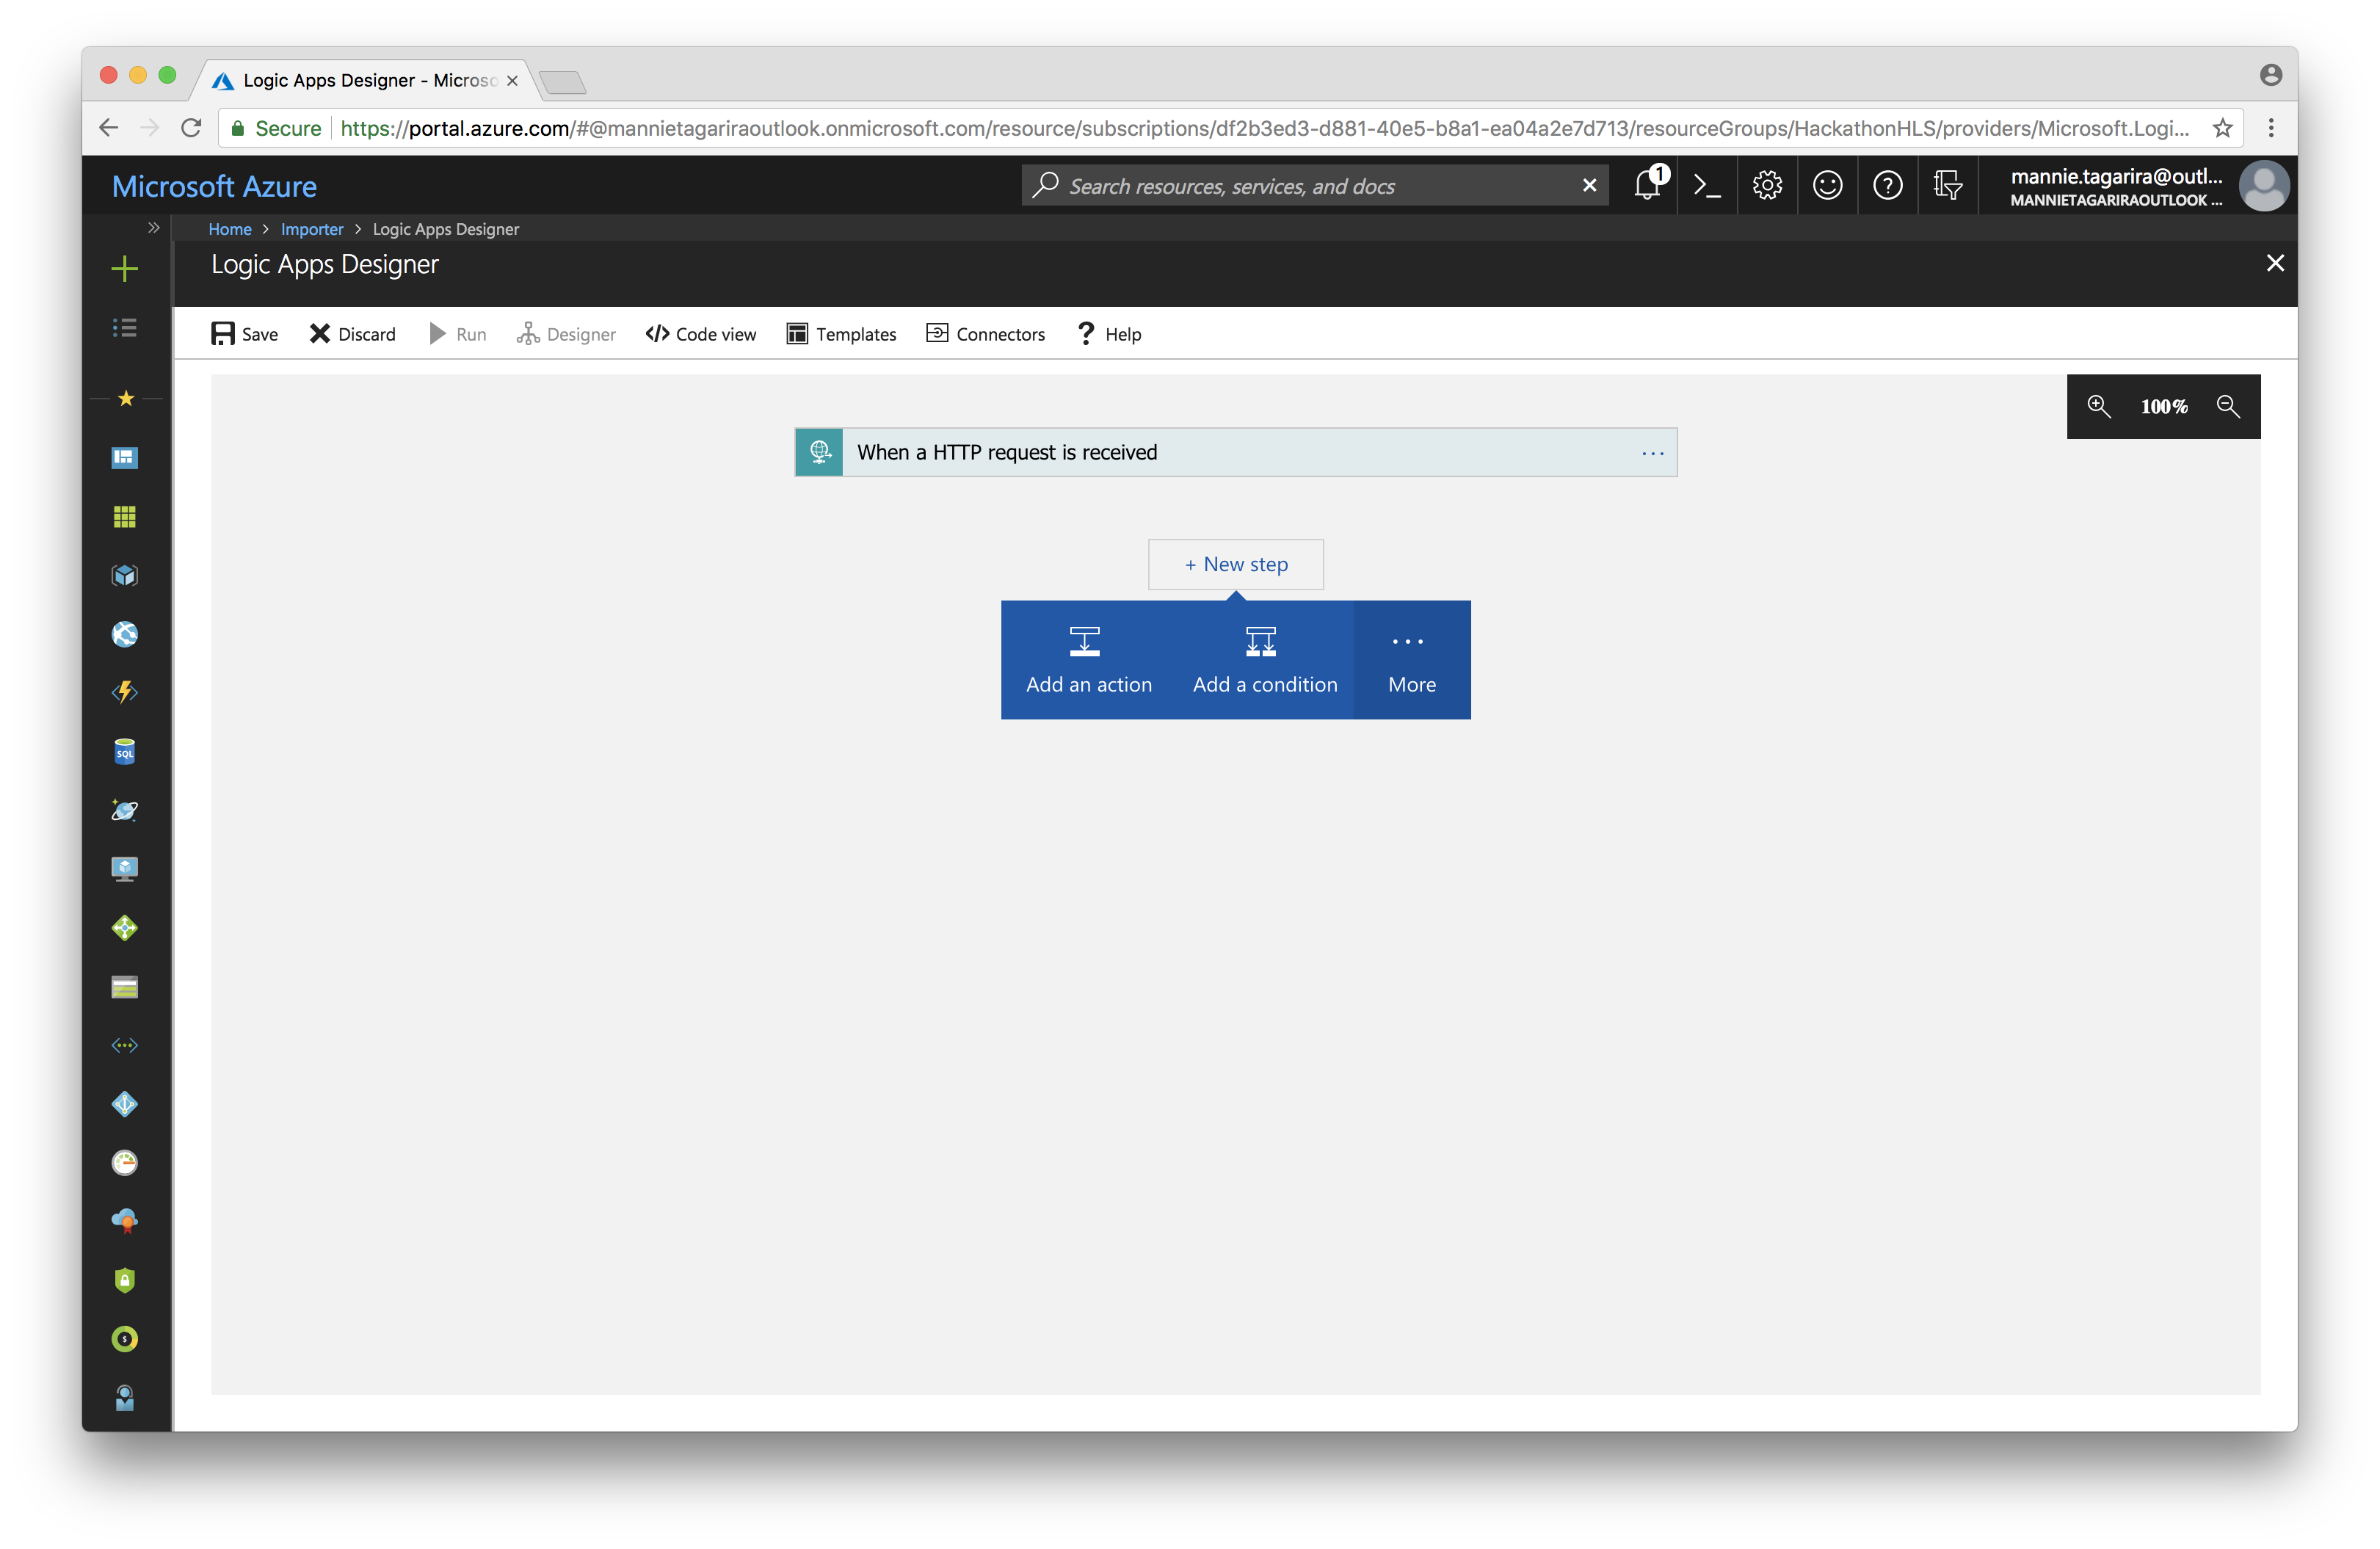 Logic Apps Designer - Microso
Secure https://portal.azure.com/#@mannietagariraoutlook.onmicrosoft.com/resource/subscriptions/df2b3ed3-d881-40e5-b8a1-ea04a2e7d713/resourceGroups/HackathonHLS/providers/Microsoft.Logi...
Microsoft Azure
Search resources, services, and docs
1
mannie.tagarira@outl...
MANNIETAGARIRAOUTLOOK ...
Home > Importer > Logic Apps Designer
Logic Apps Designer
Save Discard Run Designer Code view Templates Connectors Help
100%
When a HTTP request is received
+ New step
Add an action Add a condition More
SQL